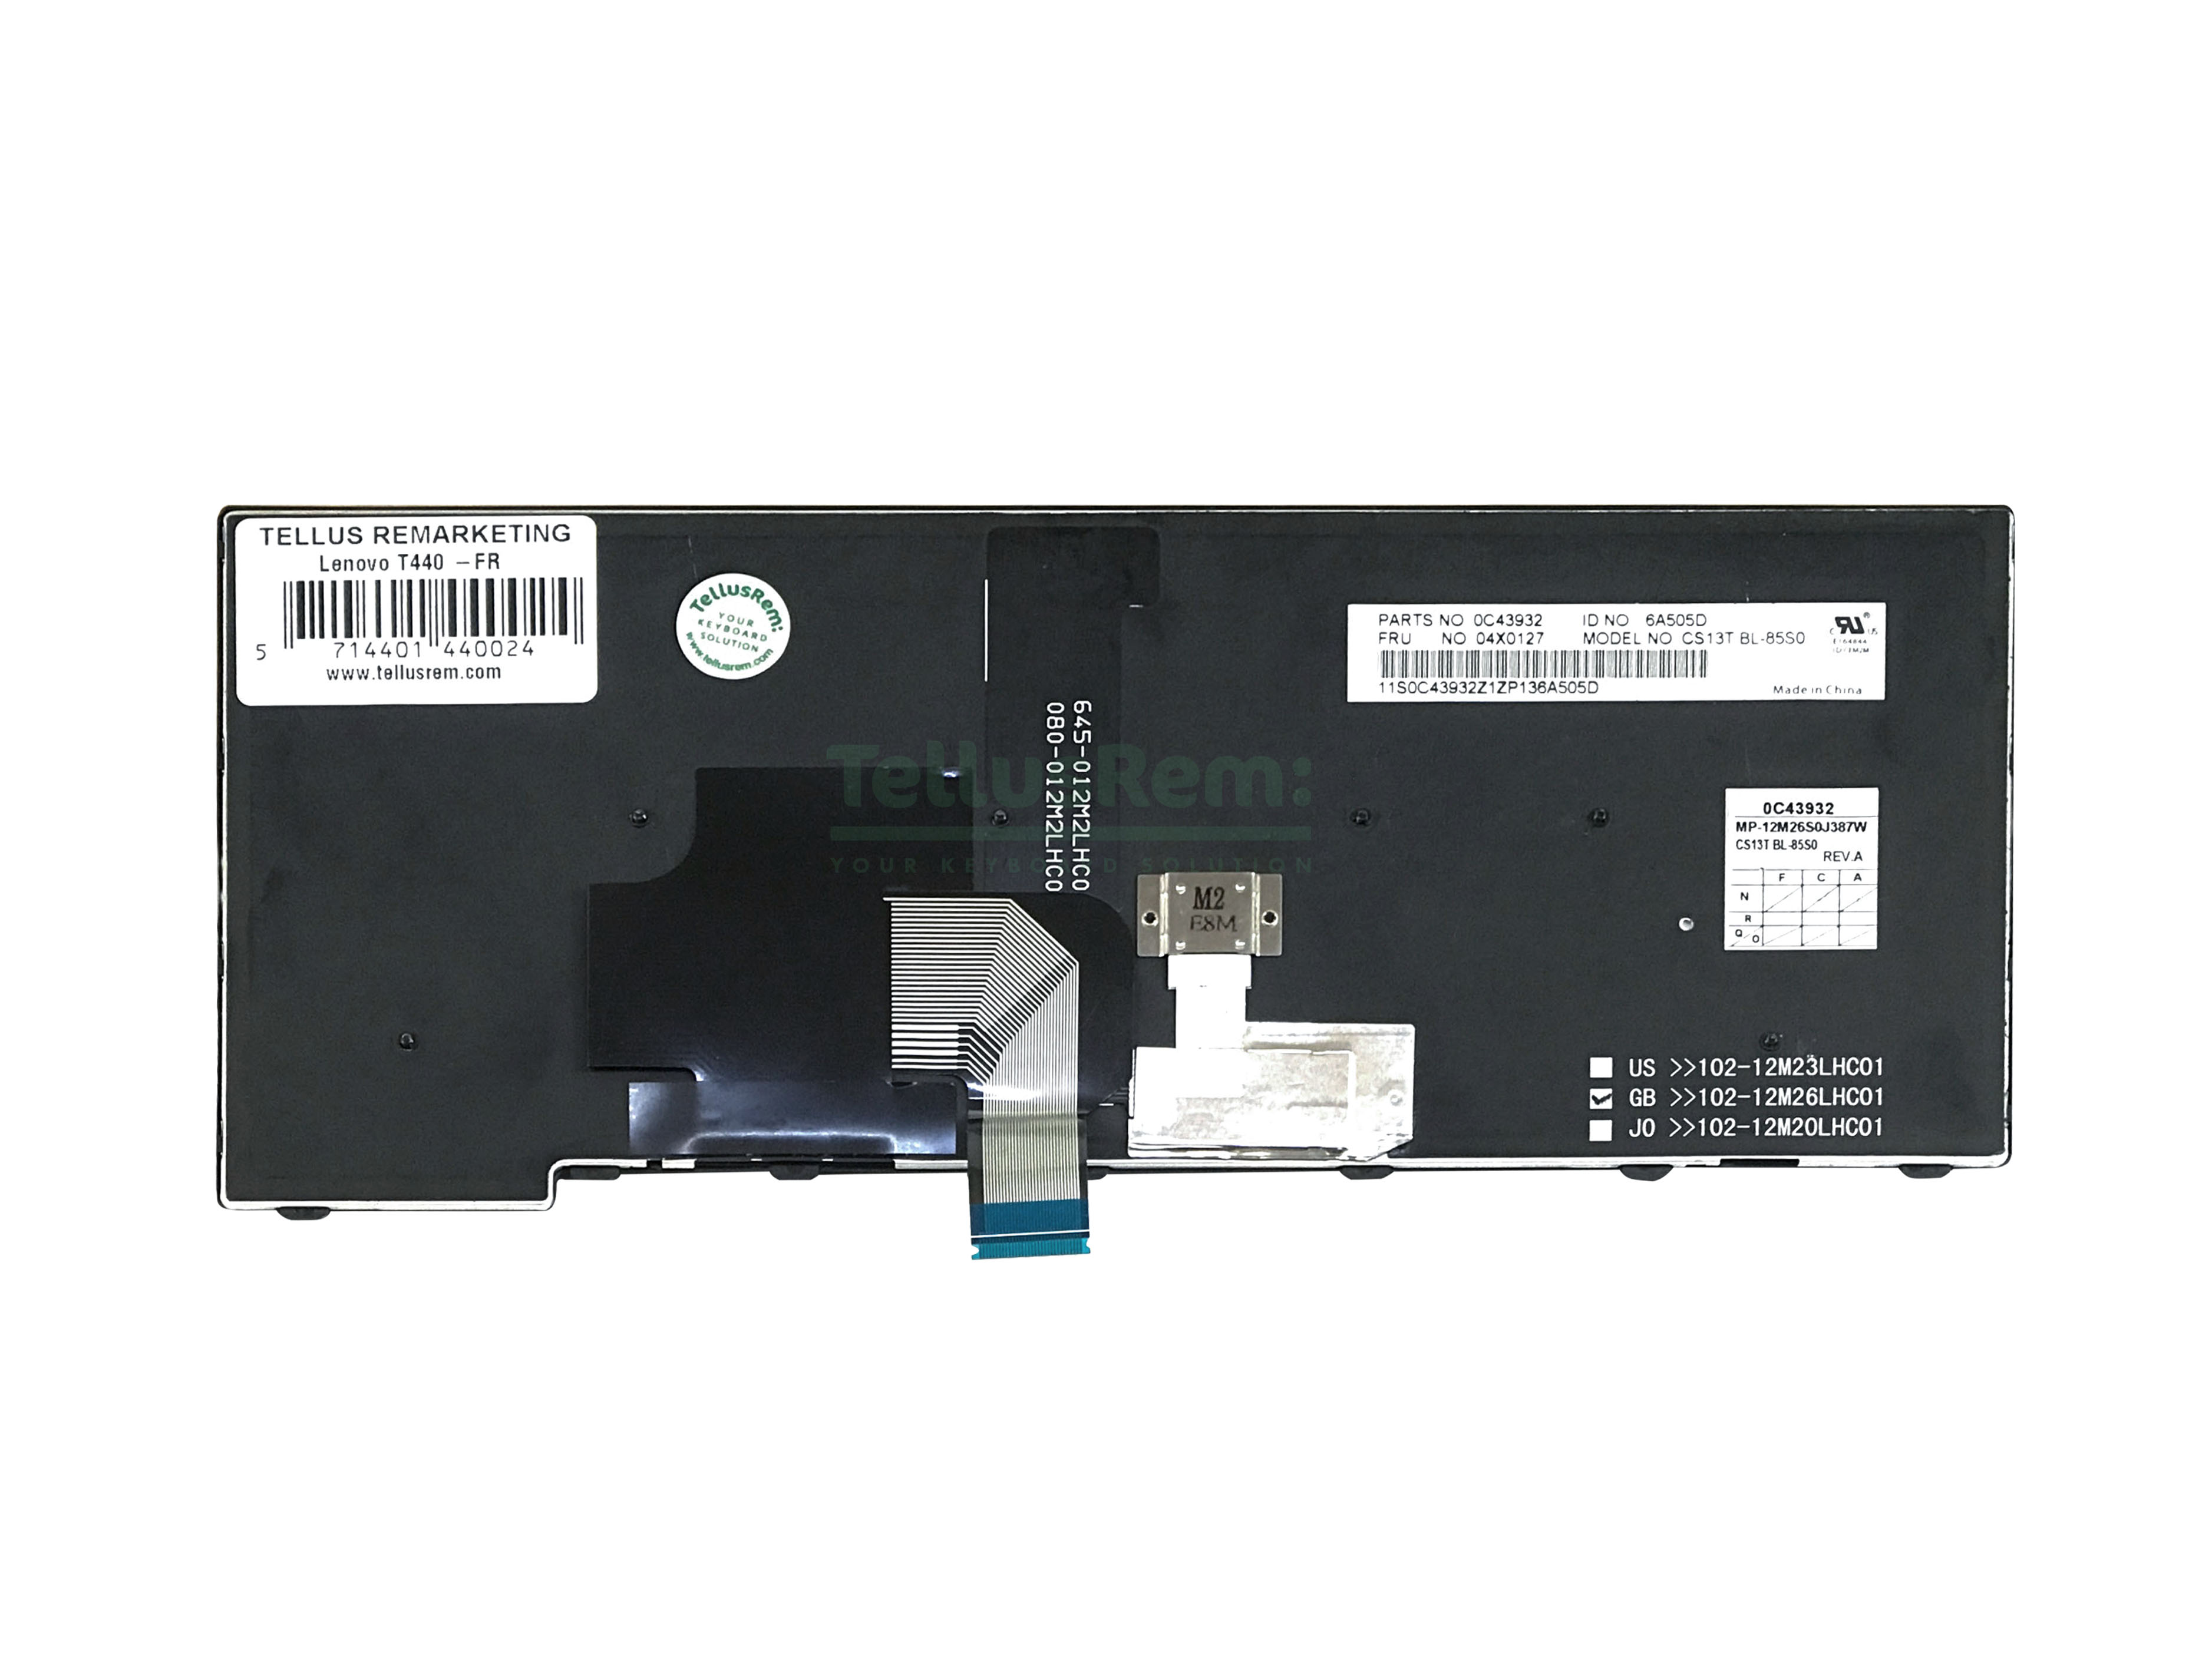 TELLUS REMARKETING
Lenovo T440 -FR
5 714401 440024
www.tellusrem.com
TellusRem:
YOUR
KEYBOARD
SOLUTION
www.tellusrem.com
645-012M2LHC0
080-012M2LHC0
TellusRem:
YOUR KEYBOARD SOLUTION
PARTS NO 0C43932 ID NO 6A505D
FRU NO 04X0127 MODEL NO CS13T BL-85S0
11S0C43932Z1ZP136A505D
Made in China
C US
0C43932
MP-12M26S0J387W
CS13T BL-85S0
REV.A
F C A
N
R
Q O
M2
E8M
US >>102-12M23LHC01
GB >>102-12M26LHC01
J0 >>102-12M20LHC01